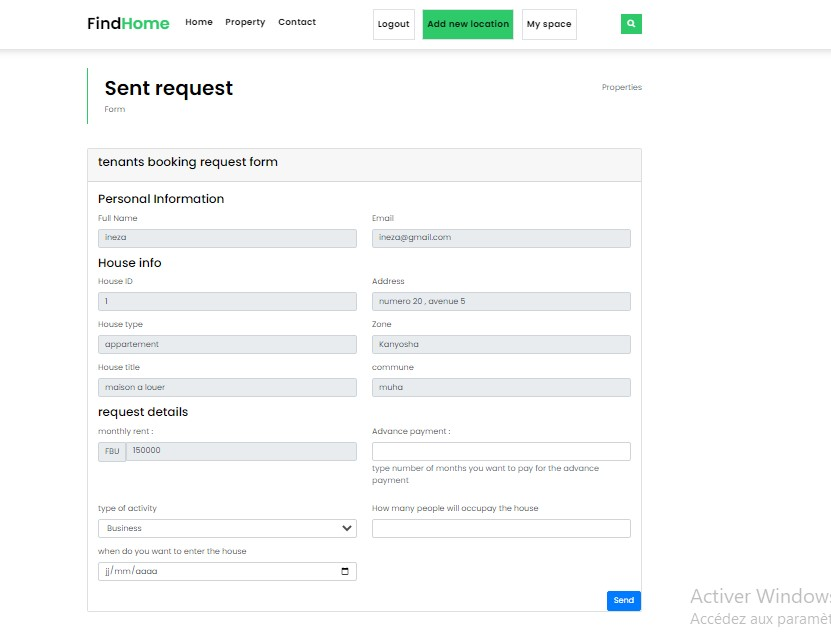 FindHome Home Property Contact Logout Add new location My space
Sent request
Properties
Form
tenants booking request form
Personal Information
Full Name Email
ineza ineza@gmail.com
House info
House ID Address
1 numero 20 , avenue 5
House type Zone
appartement Kanyosha
House title commune
maison a louer muha
request details
monthly rent : Advance payment :
FBU 150000
type number of months you want to pay for the advance
payment
type of activity How many people will occupay the house
Business
when do you want to enter the house
jj/mm/aaaa
Send
Activer Windows
Accédez aux paramèt